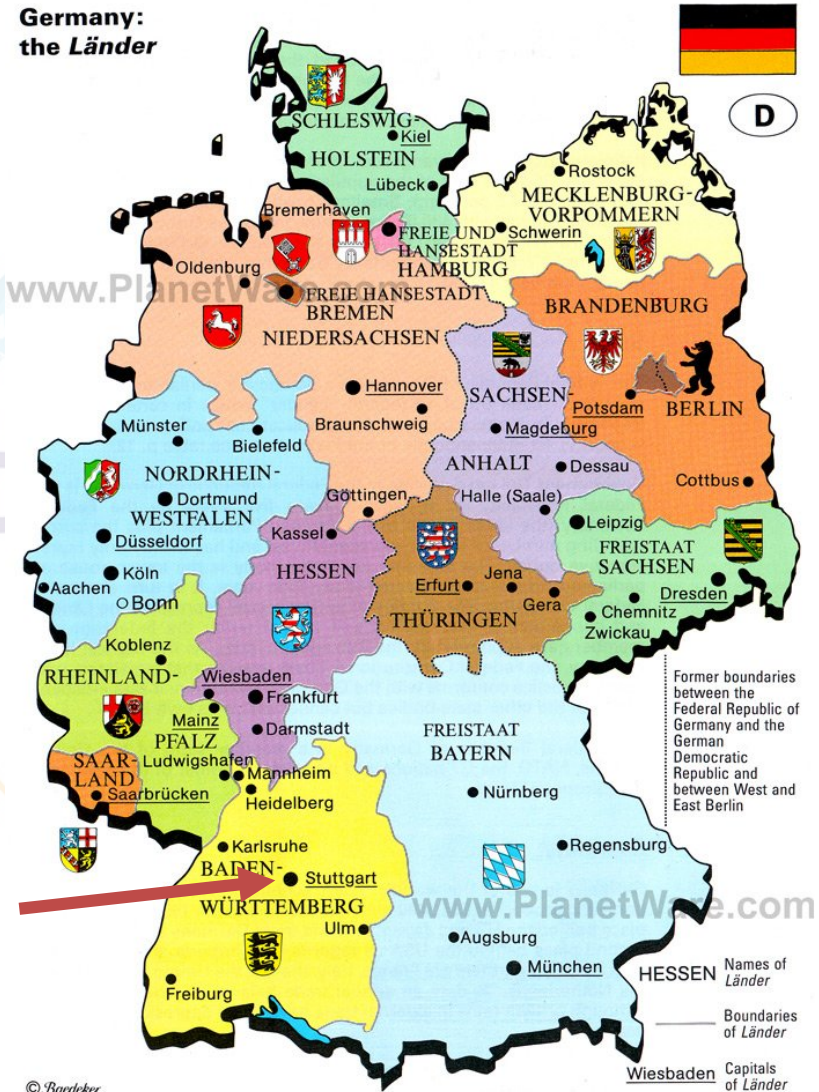 Germany:
the Länder
D
SCHLESWIG-
Kiel
HOLSTEIN
Lübeck
Rostock
MECKLENBURG-
VORPOMMERN
Schwerin
Bremerhaven
FREIE UND
HANSESTADT
HAMBURG
Oldenburg
www.PlanetWare.com
FREIE HANSESTADT
BREMEN
NIEDERSACHSEN
BRANDENBURG
Hannover
Braunschweig
SACHSEN-
Magdeburg
ANHALT
Dessau
Halle (Saale)
Potsdam
BERLIN
Cottbus
Münster
Bielefeld
NORDRHEIN-
Dortmund
WESTFALEN
Düsseldorf
Köln
Aachen
Bonn
Göttingen
Kassel
HESSEN
Leipzig
FREISTAAT
SACHSEN
Dresden
Chemnitz
Zwickau
Erfurt
Jena
Gera
THÜRINGEN
Koblenz
RHEINLAND-
Wiesbaden
Frankfurt
Mainz
Darmstadt
PFALZ
Ludwigshafen
Mannheim
Heidelberg
SAAR-
LAND
Saarbrücken
FREISTAAT
BAYERN
Nürnberg
Regensburg
Former boundaries
between the
Federal Republic of
Germany and the
German
Democratic
Republic and
between West and
East Berlin
Karlsruhe
BADEN-
Stuttgart
WÜRTTEMBERG
Ulm
Freiburg
www.PlanetWare.com
Augsburg
München
HESSEN Names of
Länder
Boundaries
of Länder
Wiesbaden Capitals
of Länder
© Baedeker